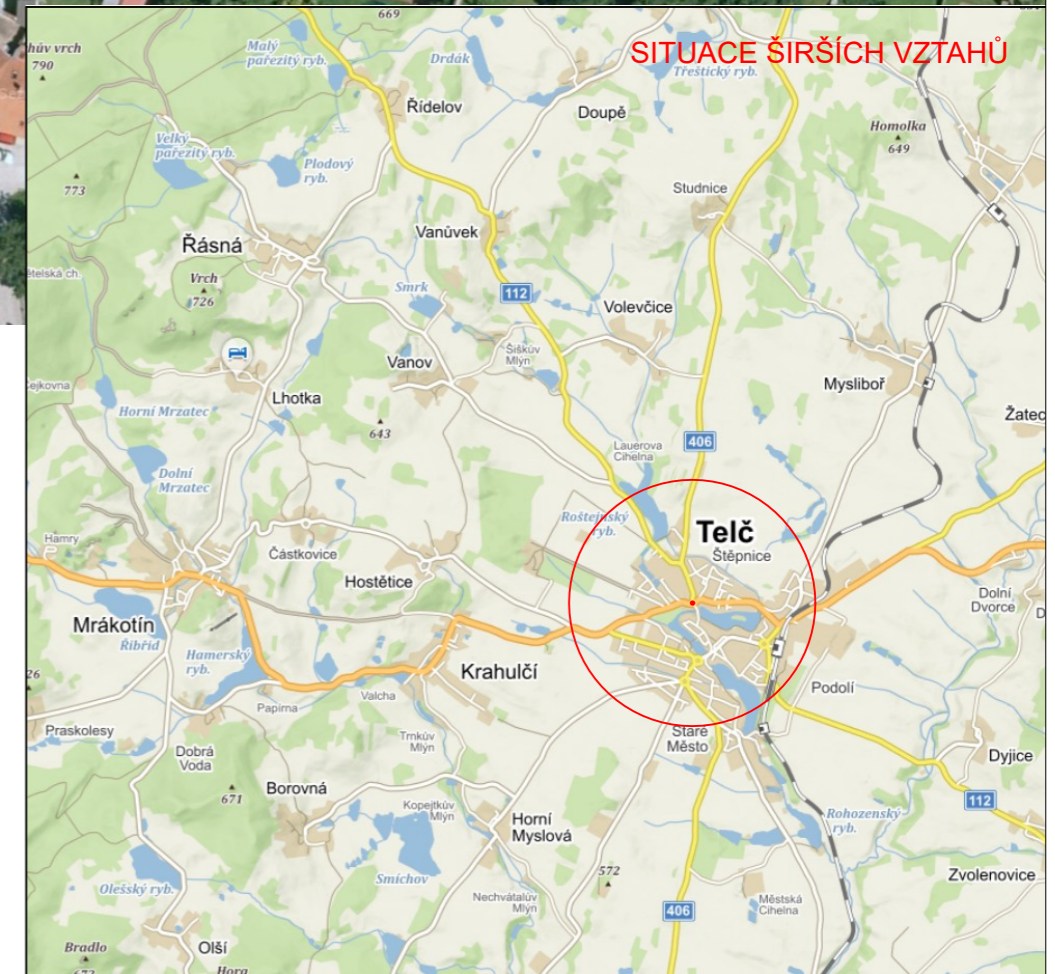 669
SITUACE ŠIRŠÍCH VZTAHŮ
790
Malý
pařezitý ryb.
Drdák
Třeštický ryb.
Řídelov
Doupě
Homolka
649
Velký
pařezitý ryb.
Plodový
ryb.
773
Studnice
Vanůvek
Řásná
Vrch
726
Smrk
112
Volevčice
Šiškův
Mlýn
Vanov
Mysliboř
Lhotka
Horní Mrzatec
643
Žatec
406
Lauerova
Cihelna
Dolní
Mrzatec
Roštejnský
ryb.
Telč
Štěpnice
Hamry
Částkovice
Hostětice
Dolní
Dvorce
Mrákotín
Řibřid
Hamerský
ryb.
Krahulčí
Podolí
Valcha
Papírna
Praskolesy
Trnkův
Mlýn
Staré
Město
Dobrá
Voda
Dyjice
671
Borovná
Kopejtkův
Mlýn
112
Horní
Myslová
Rohozenský
ryb.
572
Smíchov
Zvolenovice
Olešský ryb.
Nechvátalův
Mlýn
Městská
Cihelna
406
Bradlo
Olší
Hora